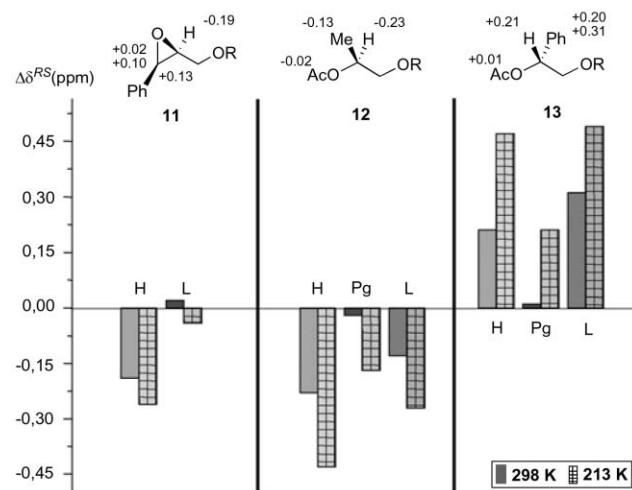 O
H
-0.19
+0.02
+0.10
+0.13
OR
Ph
11
-0.13
-0.23
Me
H
-0.02
AcO
OR
12
+0.21
H
Ph
+0.20
+0.31
+0.01
AcO
OR
13
Δδ^RS(ppm)
0,45
0,30
0,15
0,00
-0,15
-0,30
-0,45
H L
H Pg L
H Pg L
298 K 213 K